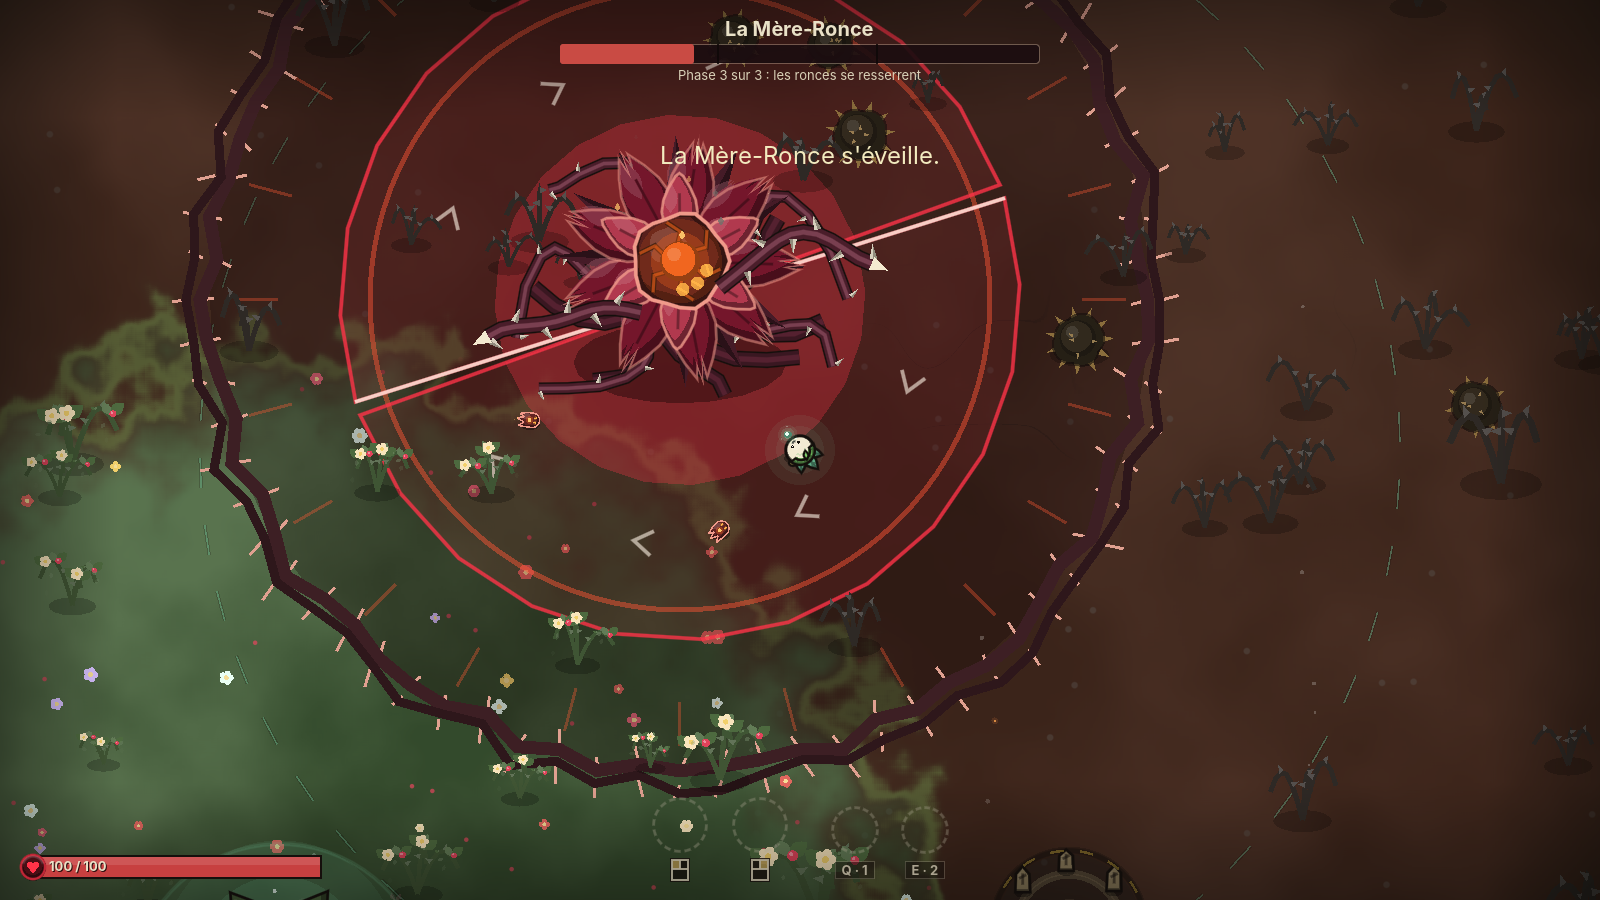 La Mère-Ronce
Phase 3 sur 3 : les ronces se resserrent
La Mère-Ronce s'éveille.
100 / 100
Q · 1
E · 2